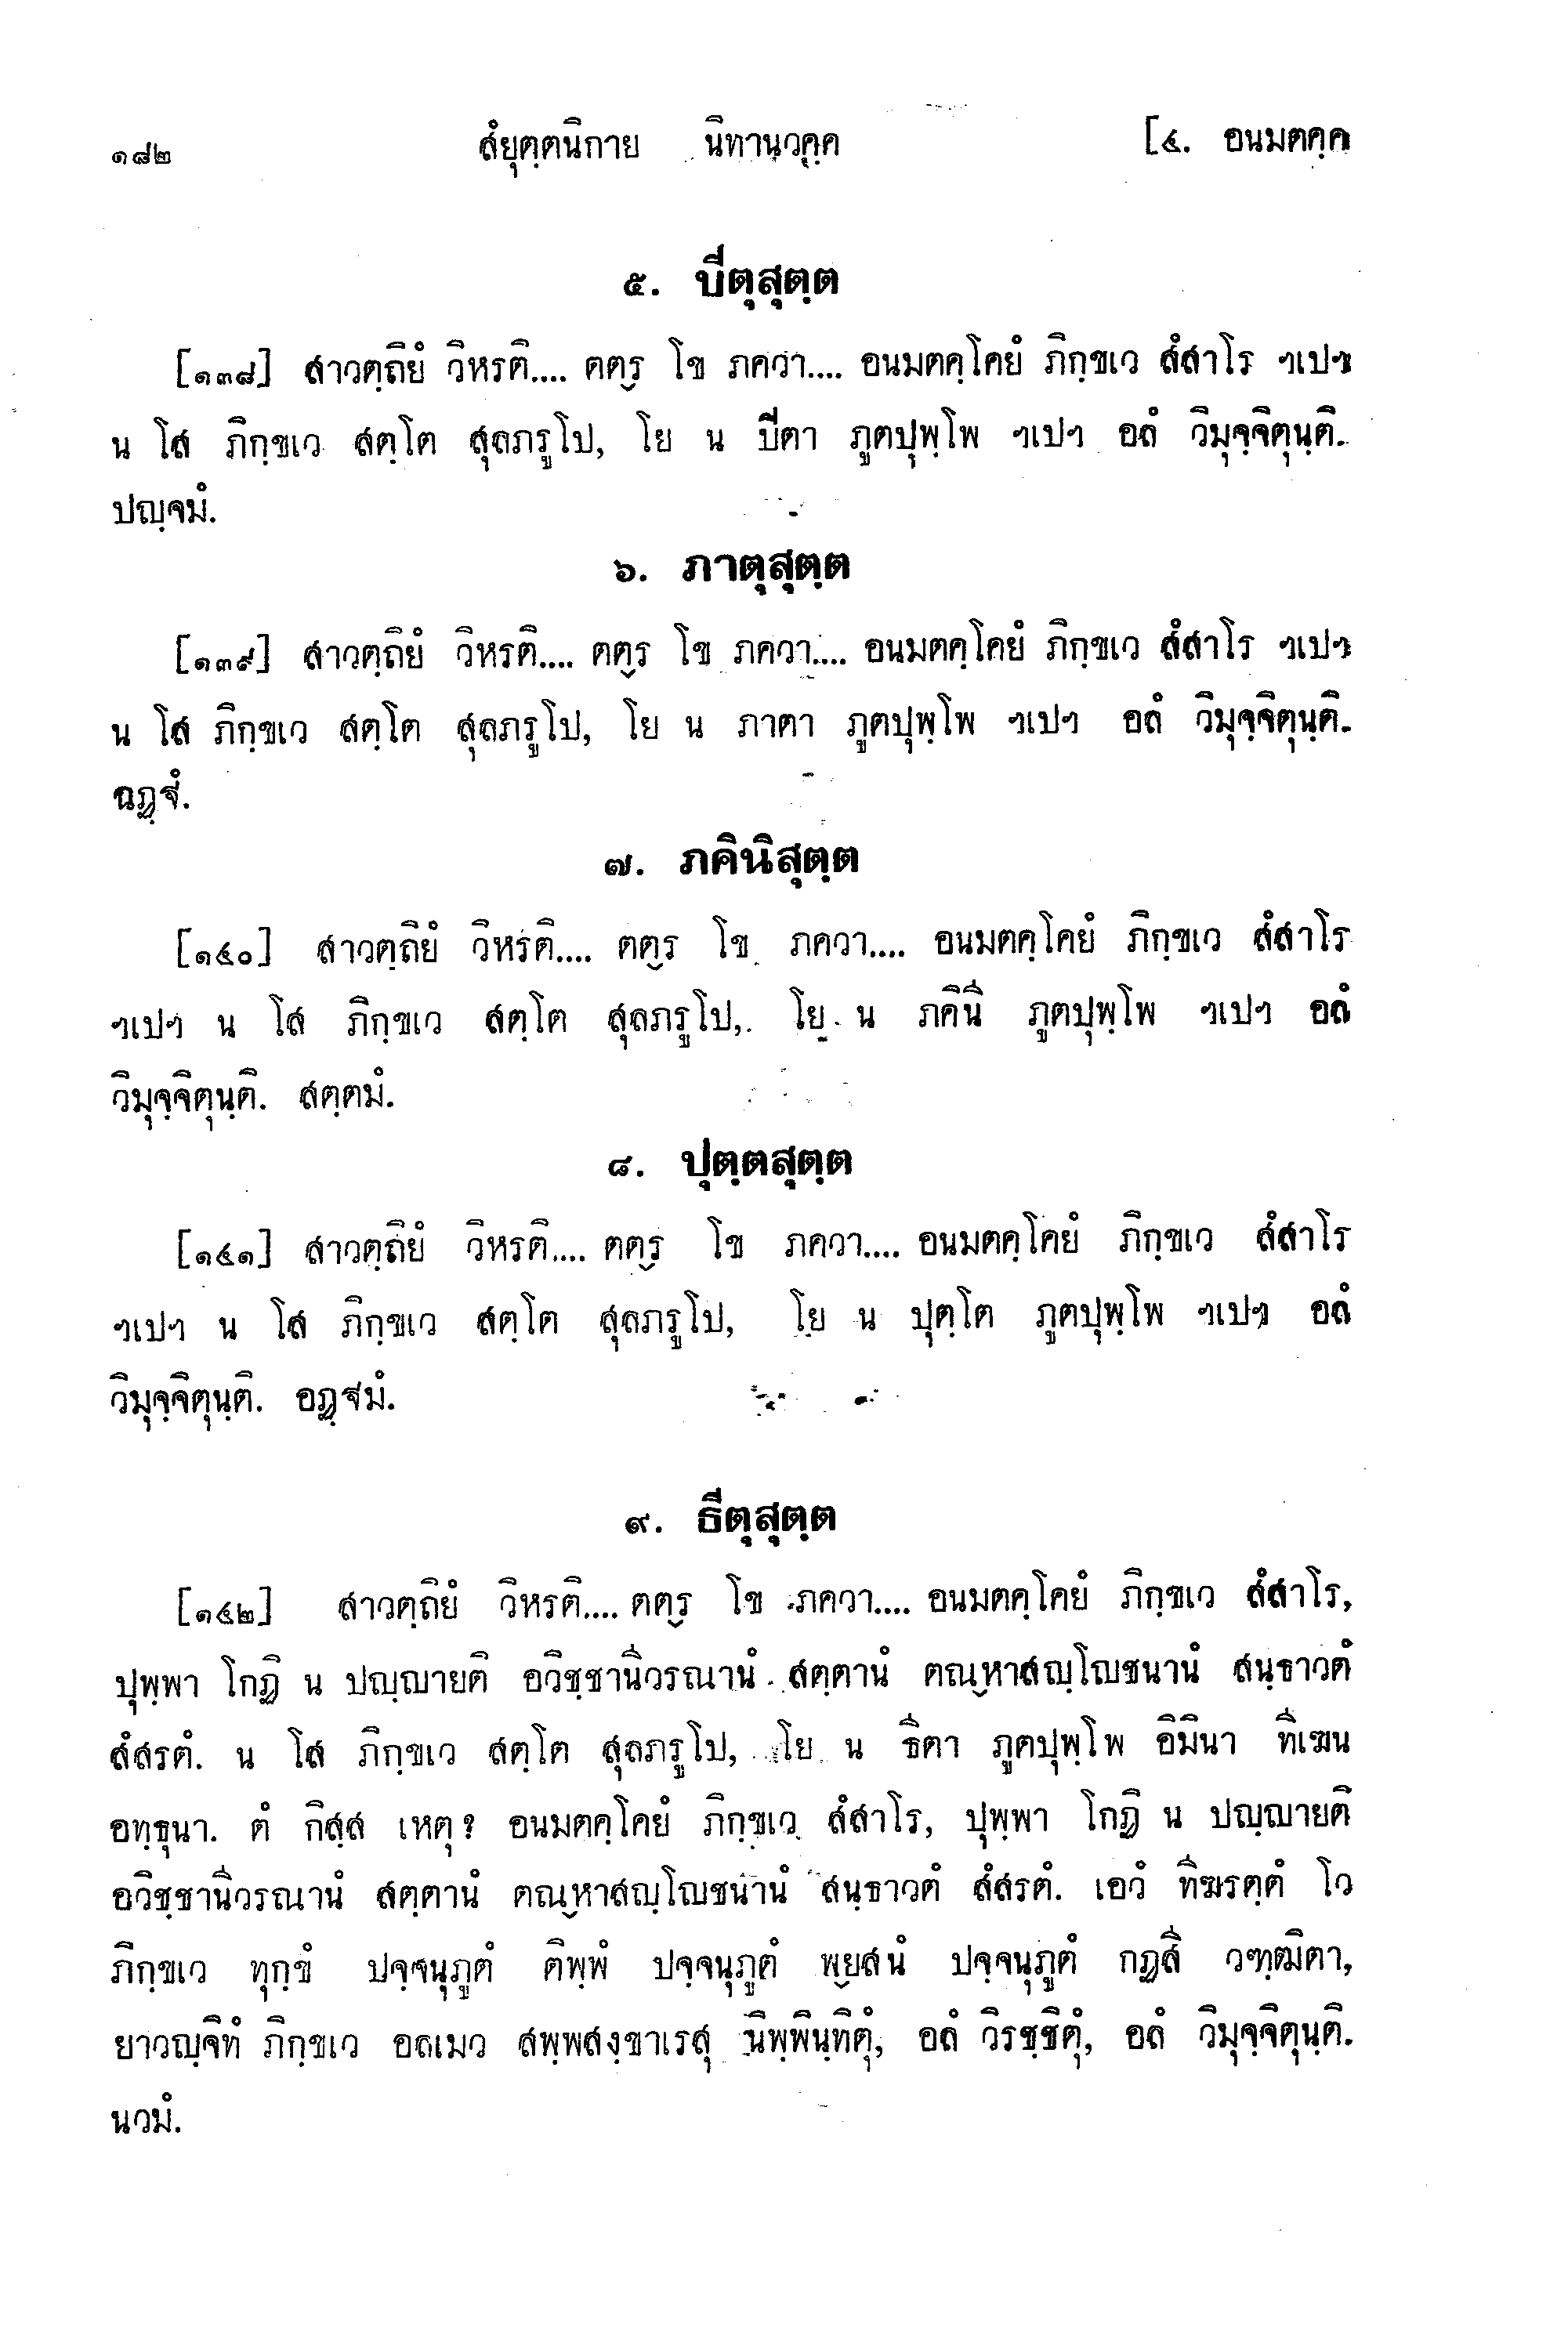 ๑๘๒ สํยุตฺตนิกาย นิทานวคฺค [๔. อนมตคฺค
๕. ปีตุสุตฺต
[๑๓๘] สาวตฺถิยํ วิหรติ.... ตตฺร โข ภควา.... อนมตคฺโคยํ ภิกฺขเว สํสาโร ฯเปฯ
น โส ภิกฺขเว สตฺโต สุลภรูโป, โย น ปีตา ภูตปุพฺโพ ฯเปฯ อลํ วิมุจฺจิตุนฺติ.
ปญฺจมํ.
๖. ภาตุสุตฺต
[๑๓๙] สาวตฺถิยํ วิหรติ.... ตตฺร โข ภควา.... อนมตคฺโคยํ ภิกฺขเว สํสาโร ฯเปฯ
น โส ภิกฺขเว สตฺโต สุลภรูโป, โย น ภาตา ภูตปุพฺโพ ฯเปฯ อลํ วิมุจฺจิตุนฺติ.
ฉฏฺฐํ.
๗. ภคินิสุตฺต
[๑๔๐] สาวตฺถิยํ วิหรติ.... ตตฺร โข ภควา.... อนมตคฺโคยํ ภิกฺขเว สํสาโร
ฯเปฯ น โส ภิกฺขเว สตฺโต สุลภรูโป, โย น ภคินี ภูตปุพฺโพ ฯเปฯ อลํ
วิมุจฺจิตุนฺติ. สตฺตมํ.
๘. ปุตฺตสุตฺต
[๑๔๑] สาวตฺถิยํ วิหรติ.... ตตฺร โข ภควา.... อนมตคฺโคยํ ภิกฺขเว สํสาโร
ฯเปฯ น โส ภิกฺขเว สตฺโต สุลภรูโป, โย น ปุตฺโต ภูตปุพฺโพ ฯเปฯ อลํ
วิมุจฺจิตุนฺติ. อฏฺฐมํ.
๙. ธีตุสุตฺต
[๑๔๒] สาวตฺถิยํ วิหรติ.... ตตฺร โข ภควา.... อนมตคฺโคยํ ภิกฺขเว สํสาโร,
ปุพฺพา โกฏิ น ปญฺญายติ อวิชฺชานีวรณานํ สตฺตานํ ตณฺหาสญฺโญชนานํ สนฺธาวตํ
สํสรตํ. น โส ภิกฺขเว สตฺโต สุลภรูโป, โย น ธีตา ภูตปุพฺโพ อิมินา ทีเฆน
อทฺธุนา. ตํ กิสฺส เหตุ? อนมตคฺโคยํ ภิกฺขเว สํสาโร, ปุพฺพา โกฏิ น ปญฺญายติ
อวิชฺชานีวรณานํ สตฺตานํ ตณฺหาสญฺโญชนานํ สนฺธาวตํ สํสรตํ. เอวํ ทีฆรตฺตํ โว
ภิกฺขเว ทุกฺขํ ปจฺจนุภูตํ ติพฺพํ ปจฺจนุภูตํ พฺยสนํ ปจฺจนุภูตํ กฏสี วฑฺฒิตา,
ยาวญฺจิทํ ภิกฺขเว อลเมว สพฺพสงฺขาเรสุ นิพฺพินฺทิตุํ, อลํ วิรชฺชิตุํ, อลํ วิมุจฺจิตุนฺติ.
นวมํ.